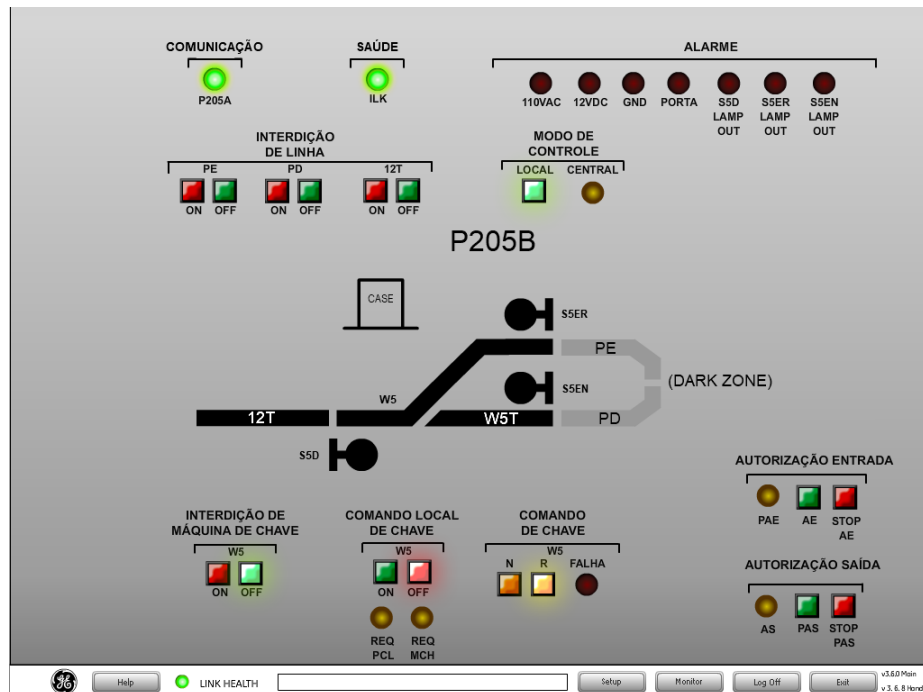 COMUNICAÇÃO SAÚDE ALARME
P205A ILK 110VAC 12VDC GND PORTA S5D LAMP OUT S5ER LAMP OUT S5EN LAMP OUT
INTERDIÇÃO DE LINHA
PE PD 12T
ON OFF ON OFF ON OFF
MODO DE CONTROLE
LOCAL CENTRAL
P205B
CASE
S5ER
PE
(DARK ZONE)
S5EN
W5
12T W5T PD
S5D
AUTORIZAÇÃO ENTRADA
PAE AE STOP AE
INTERDIÇÃO DE MÁQUINA DE CHAVE
W5
ON OFF
COMANDO LOCAL DE CHAVE
W5
ON OFF
REQ PCL REQ MCH
COMANDO DE CHAVE
W5
N R FALHA
AUTORIZAÇÃO SAÍDA
AS PAS STOP PAS
Help LINK HEALTH Setup Monitor Log Off Exit